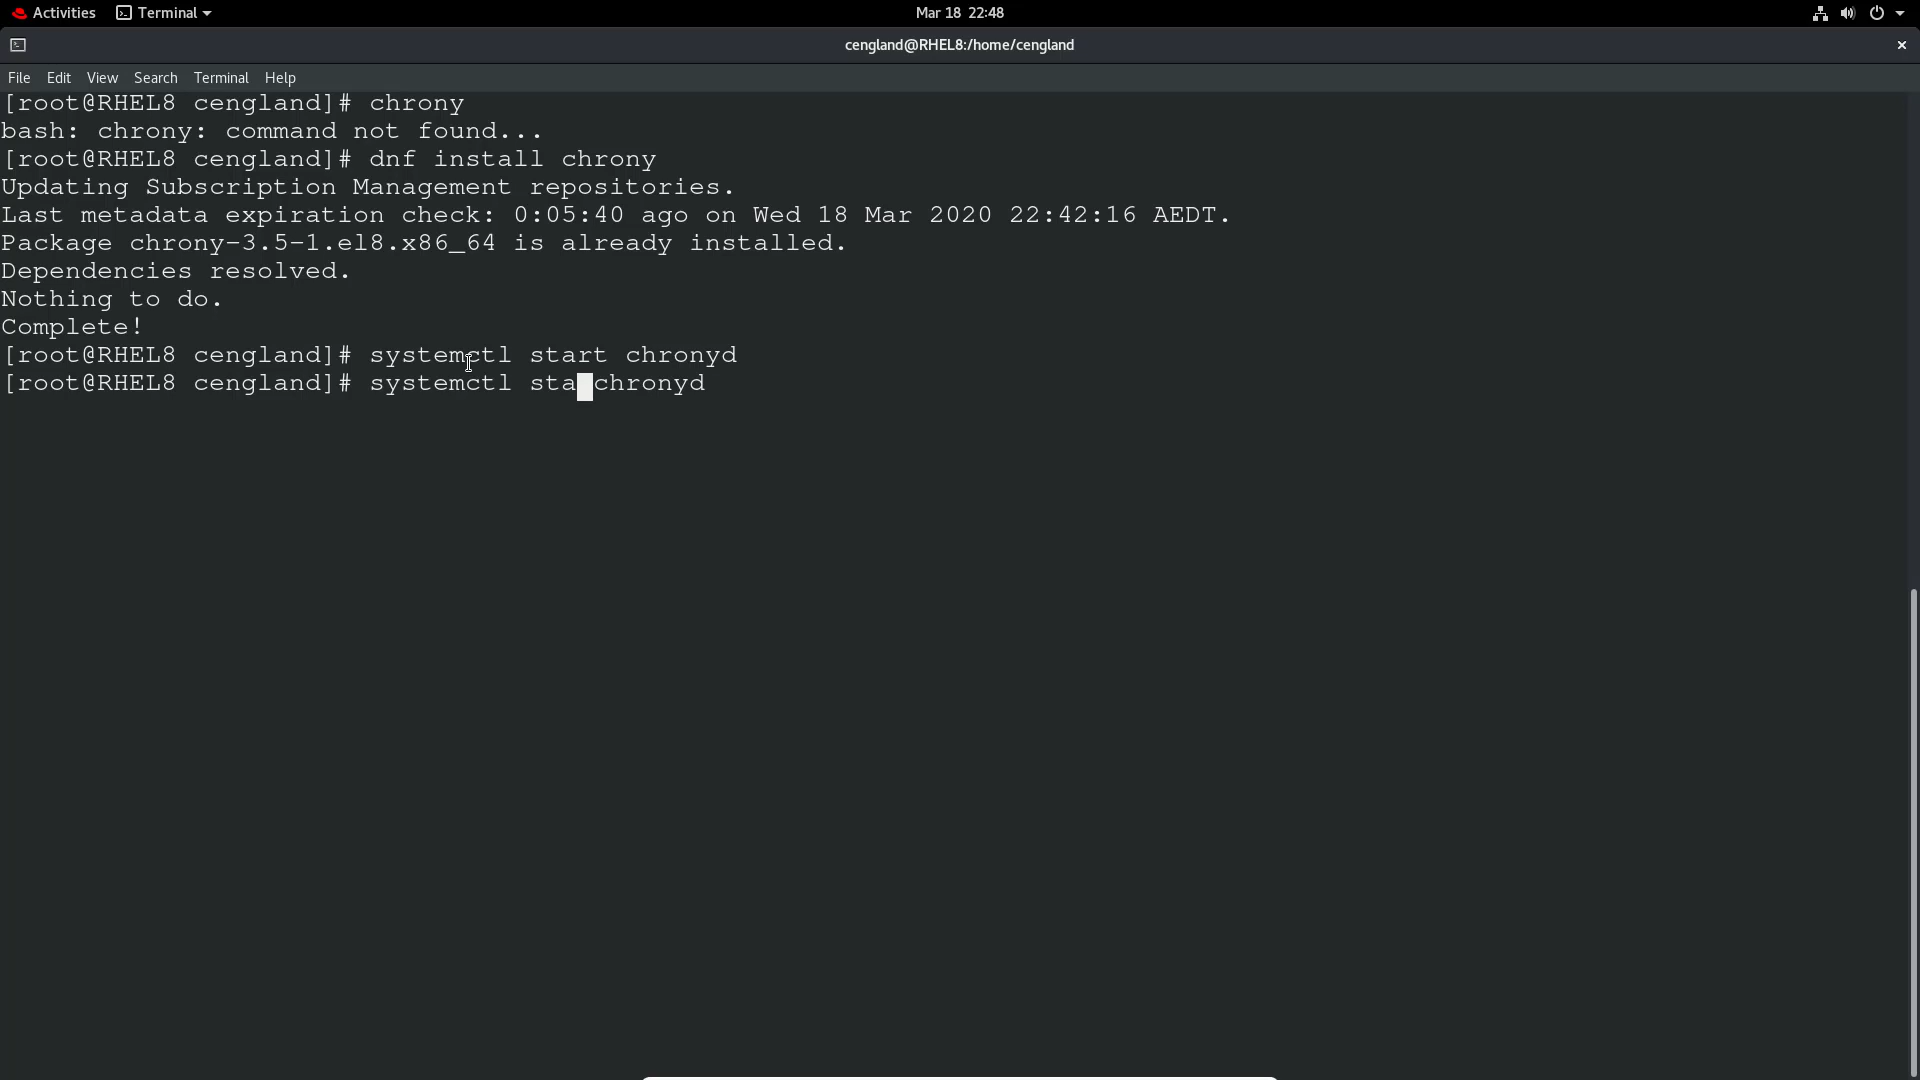 Activities Terminal Mar 18 22:48
cengland@RHEL8:/home/cengland ×
File Edit View Search Terminal Help
[root@RHEL8 cengland]# chrony
bash: chrony: command not found...
[root@RHEL8 cengland]# dnf install chrony
Updating Subscription Management repositories.
Last metadata expiration check: 0:05:40 ago on Wed 18 Mar 2020 22:42:16 AEDT.
Package chrony-3.5-1.el8.x86_64 is already installed.
Dependencies resolved.
Nothing to do.
Complete!
[root@RHEL8 cengland]# systemctl start chronyd
[root@RHEL8 cengland]# systemctl sta chronyd